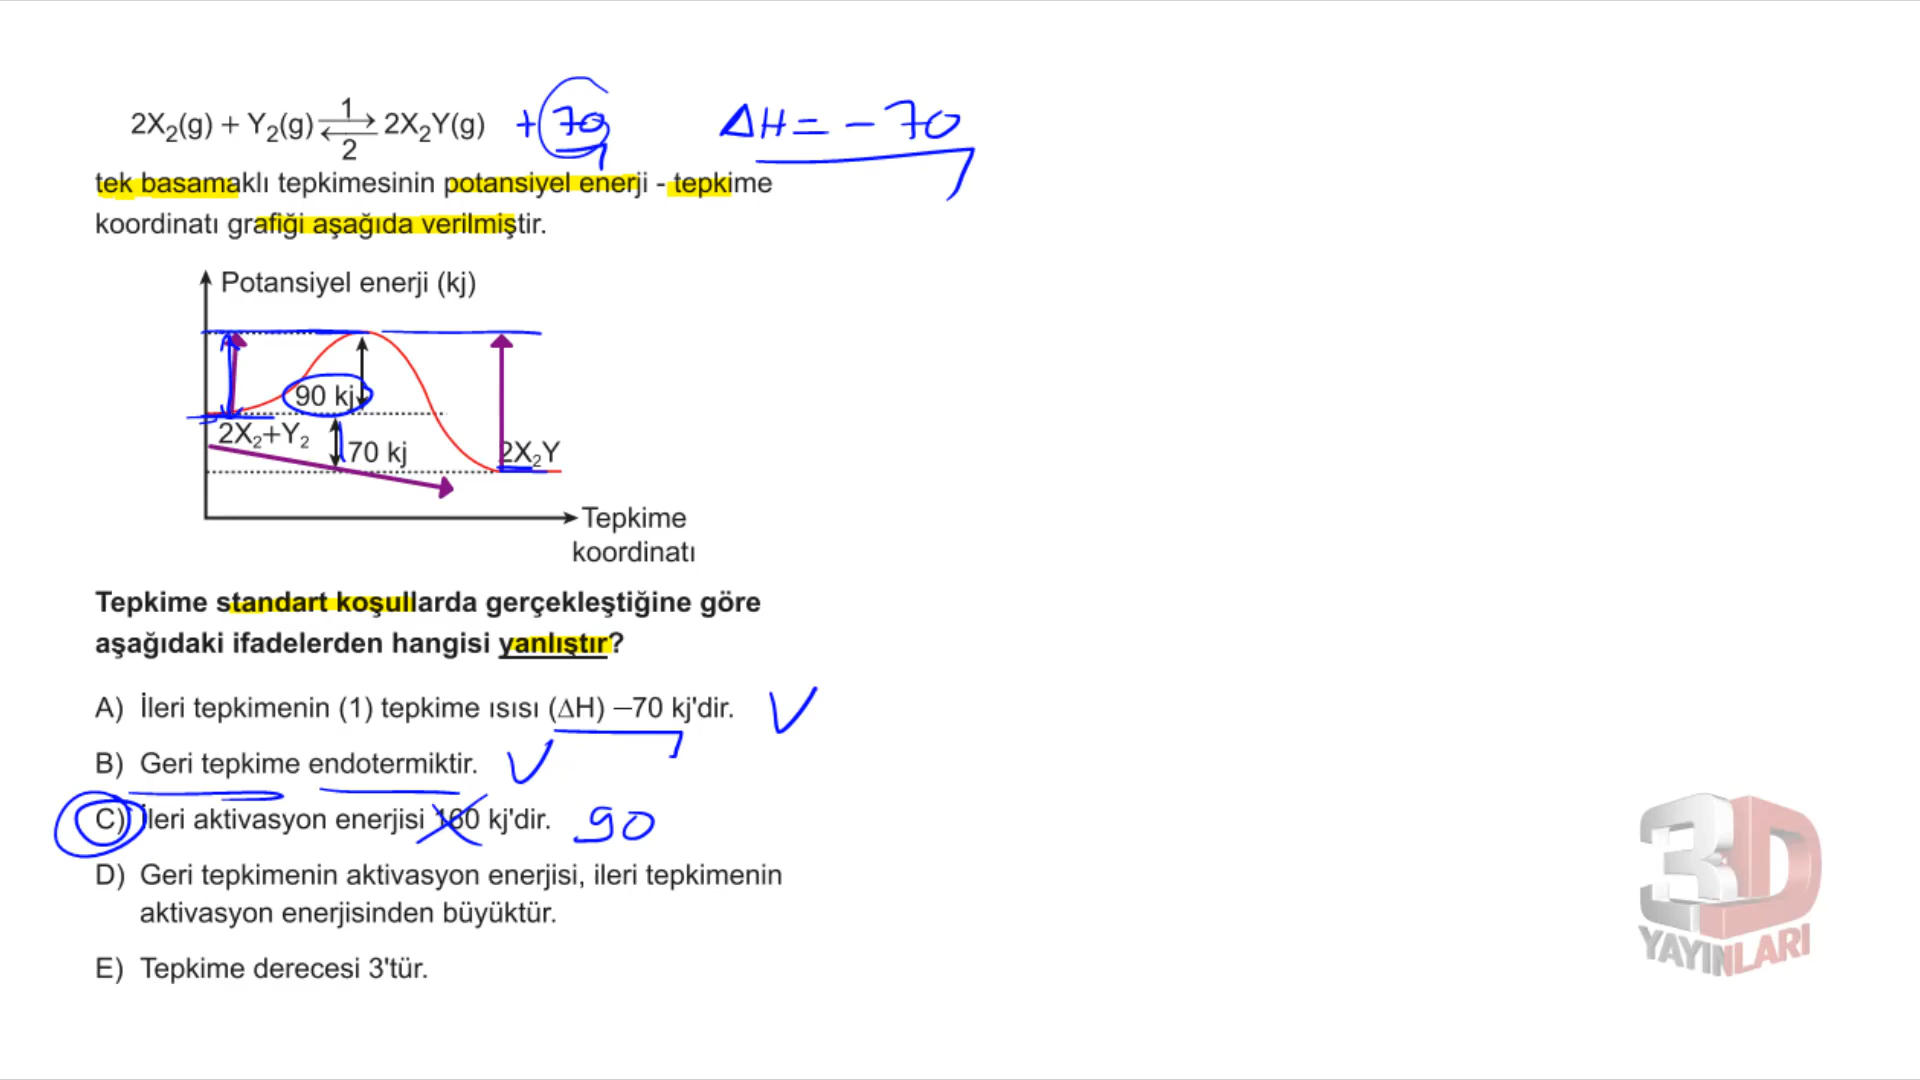 2X₂(g) + Y₂(g) ⇌ 2X₂Y(g) +70 ΔH = -70
1
2
tek basamaklı tepkimesinin potansiyel enerji - tepkime
koordinatı grafiği aşağıda verilmiştir.
Potansiyel enerji (kj)
90 kj
2X₂+Y₂
70 kj
2X₂Y
Tepkime
koordinatı
Tepkime standart koşullarda gerçekleştiğine göre
aşağıdaki ifadelerden hangisi yanlıştır?
A) İleri tepkimenin (1) tepkime ısısı (ΔH) –70 kj'dir.
B) Geri tepkime endotermiktir.
C) İleri aktivasyon enerjisi 160 kj'dir. 90
D) Geri tepkimenin aktivasyon enerjisi, ileri tepkimenin
aktivasyon enerjisinden büyüktür.
E) Tepkime derecesi 3'tür.
3D
YAYINLARI